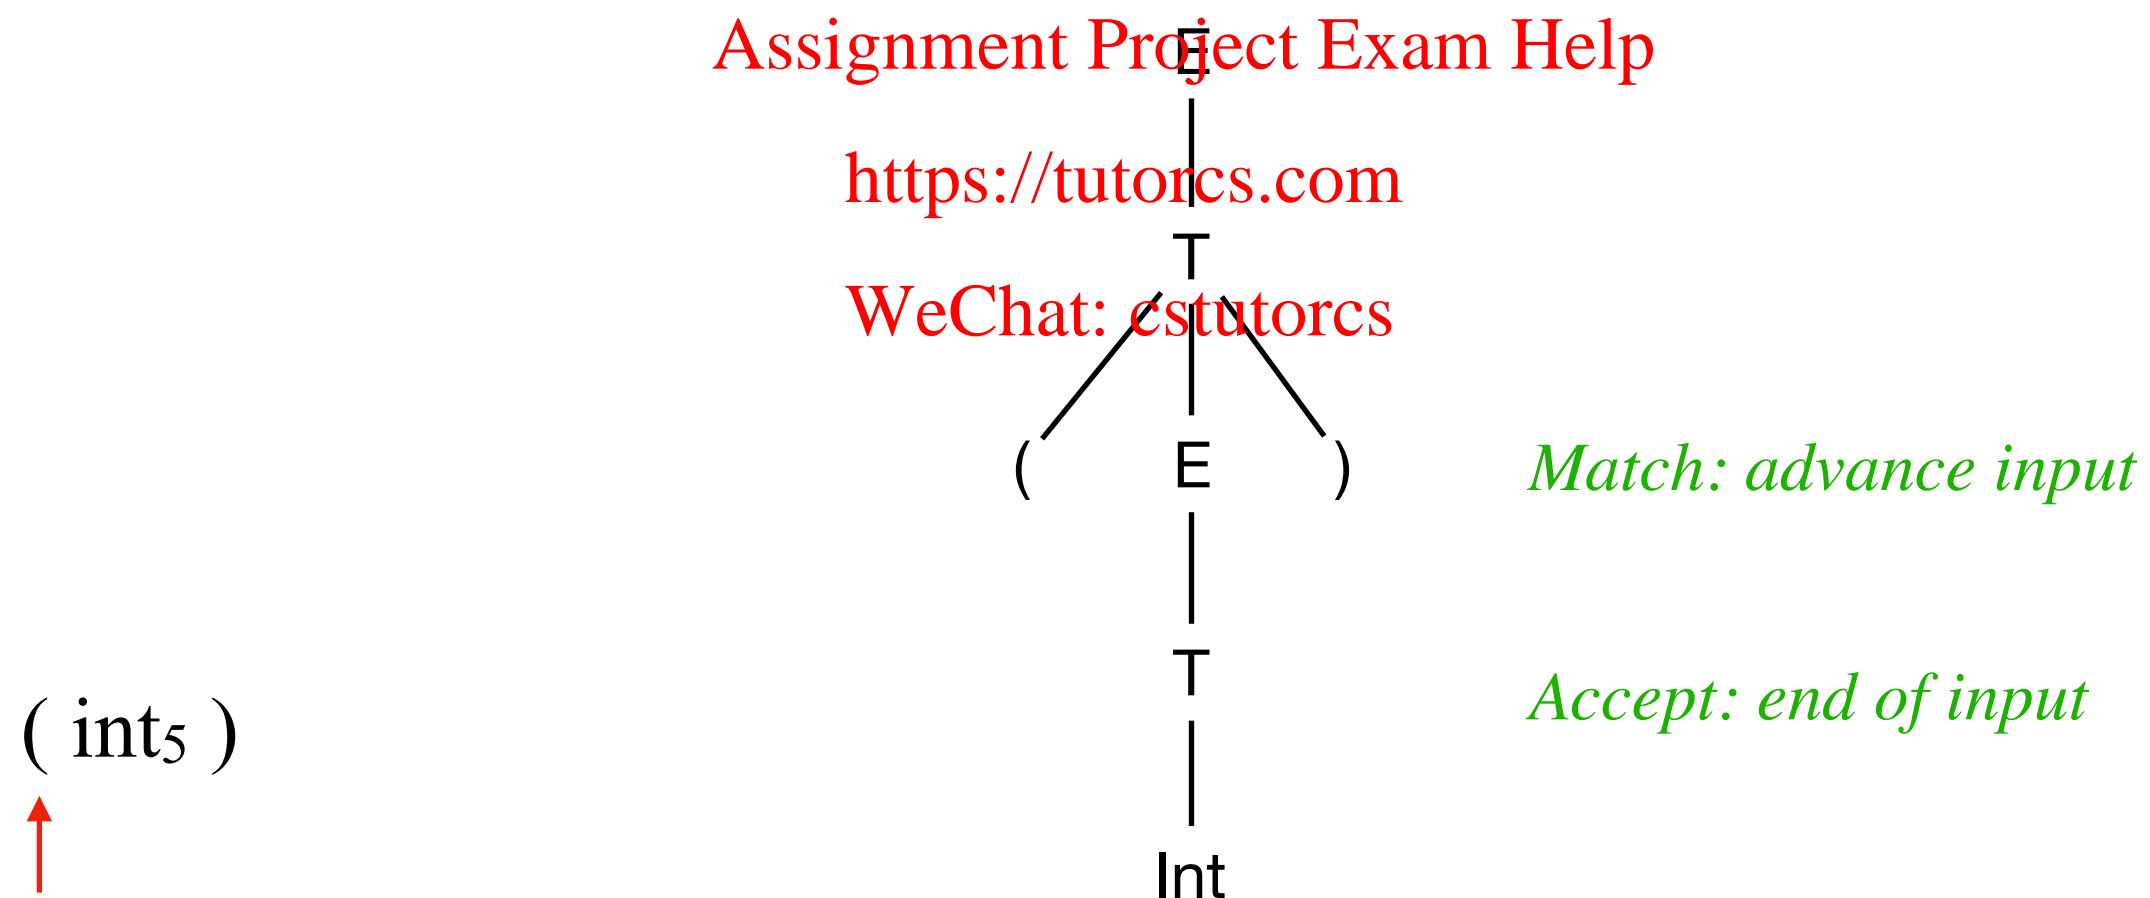 Assignment Project Exam Help
E
https://tutorcs.com
T
WeChat: cstutorcs
( E ) Match: advance input
T
Accept: end of input
( int₅ )
Int